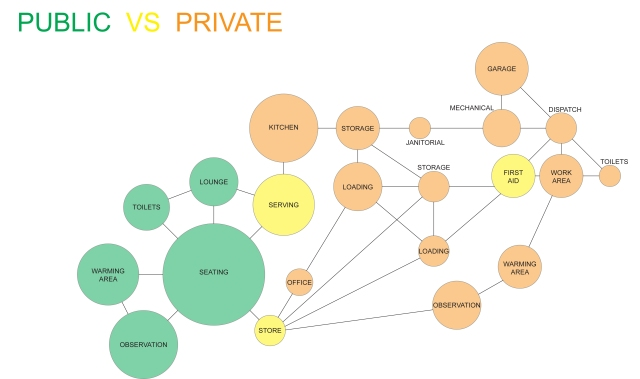 PUBLIC VS PRIVATE
GARAGE
MECHANICAL
DISPATCH
KITCHEN
STORAGE
JANITORIAL
TOILETS
STORAGE
FIRST
AID
WORK
AREA
LOUNGE
LOADING
TOILETS
SERVING
LOADING
WARMING
AREA
SEATING
WARMING
AREA
OFFICE
OBSERVATION
STORE
OBSERVATION